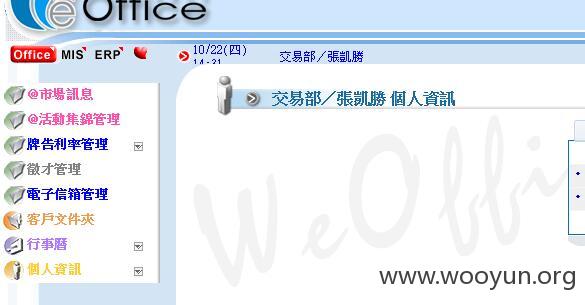 eOffice
Office MIS ERP
10/22(四)
14:31
交易部／張凱勝
交易部／張凱勝 個人資訊
@市場訊息
@活動集錦管理
牌告利率管理
徵才管理
電子信箱管理
客戶文件夾
行事曆
個人資訊
WeOffi
www.wooyun.org